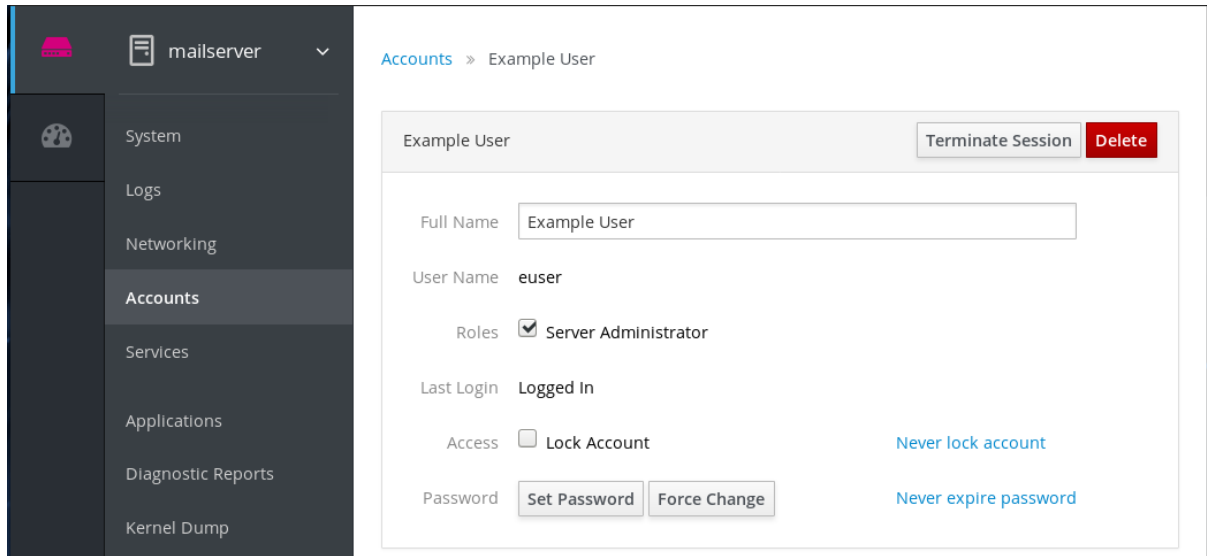 mailserver
System
Logs
Networking
Accounts
Services
Applications
Diagnostic Reports
Kernel Dump
Accounts » Example User
Example User Terminate Session Delete
Full Name Example User
User Name euser
Roles Server Administrator
Last Login Logged In
Access Lock Account Never lock account
Password Set Password Force Change Never expire password